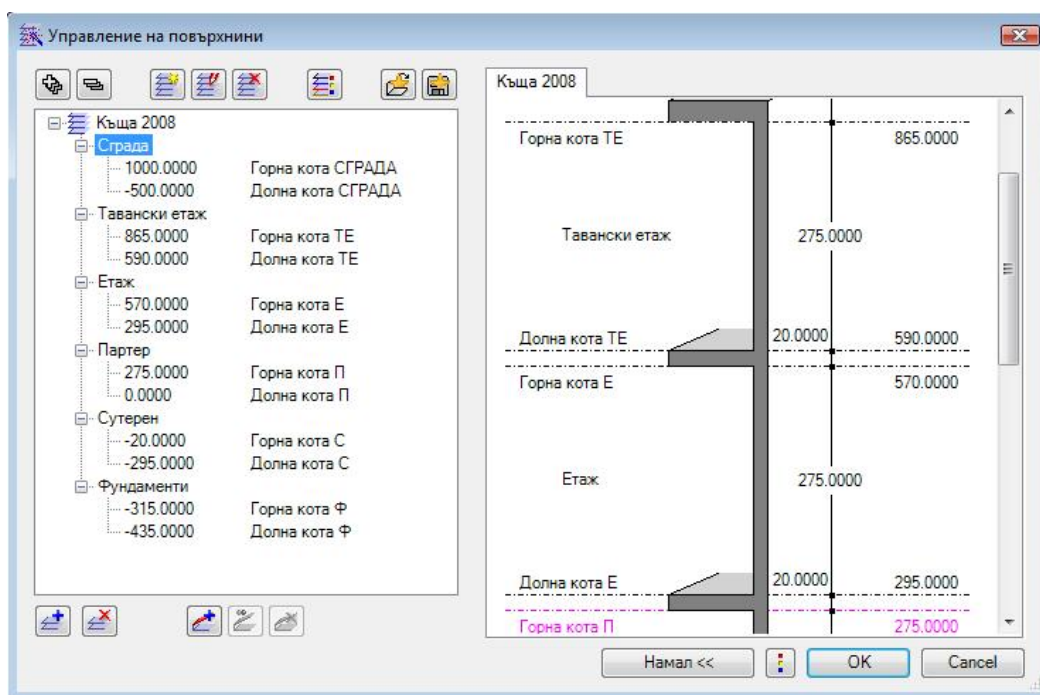 Управление на повърхнини
Къща 2008
Сграда
1000.0000 Горна кота СГРАДА
-500.0000 Долна кота СГРАДА
Тавански етаж
865.0000 Горна кота ТЕ
590.0000 Долна кота ТЕ
Етаж
570.0000 Горна кота Е
295.0000 Долна кота Е
Партер
275.0000 Горна кота П
0.0000 Долна кота П
Сутерен
-20.0000 Горна кота С
-295.0000 Долна кота С
Фундаменти
-315.0000 Горна кота Ф
-435.0000 Долна кота Ф
Къща 2008
Горна кота ТЕ 865.0000
Тавански етаж 275.0000
Долна кота ТЕ 20.0000 590.0000
Горна кота Е 570.0000
Етаж 275.0000
Долна кота Е 20.0000 295.0000
Горна кота П 275.0000
Намал << OK Cancel